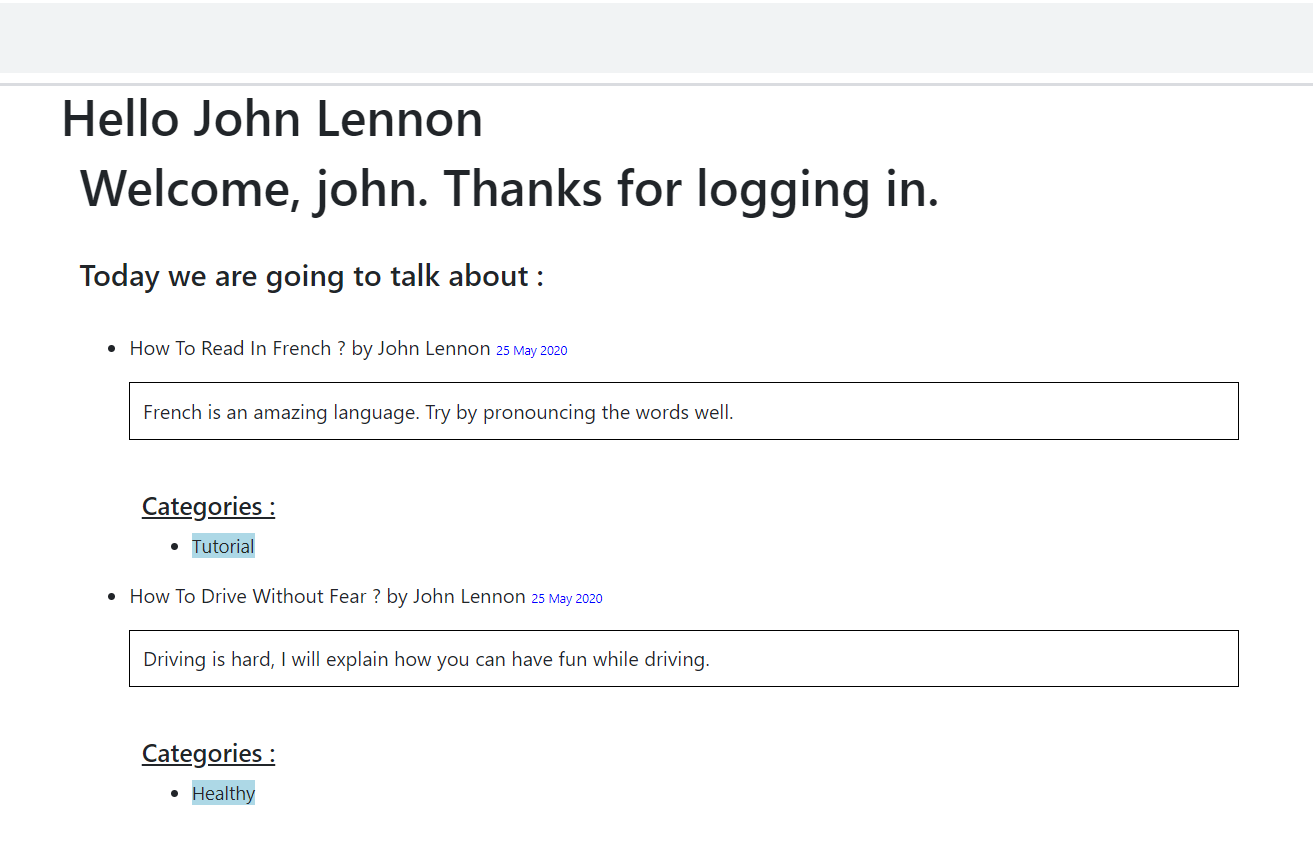 Hello John Lennon
Welcome, john. Thanks for logging in.
Today we are going to talk about :
How To Read In French ? by John Lennon 25 May 2020
French is an amazing language. Try by pronouncing the words well.
Categories :
Tutorial
How To Drive Without Fear ? by John Lennon 25 May 2020
Driving is hard, I will explain how you can have fun while driving.
Categories :
Healthy